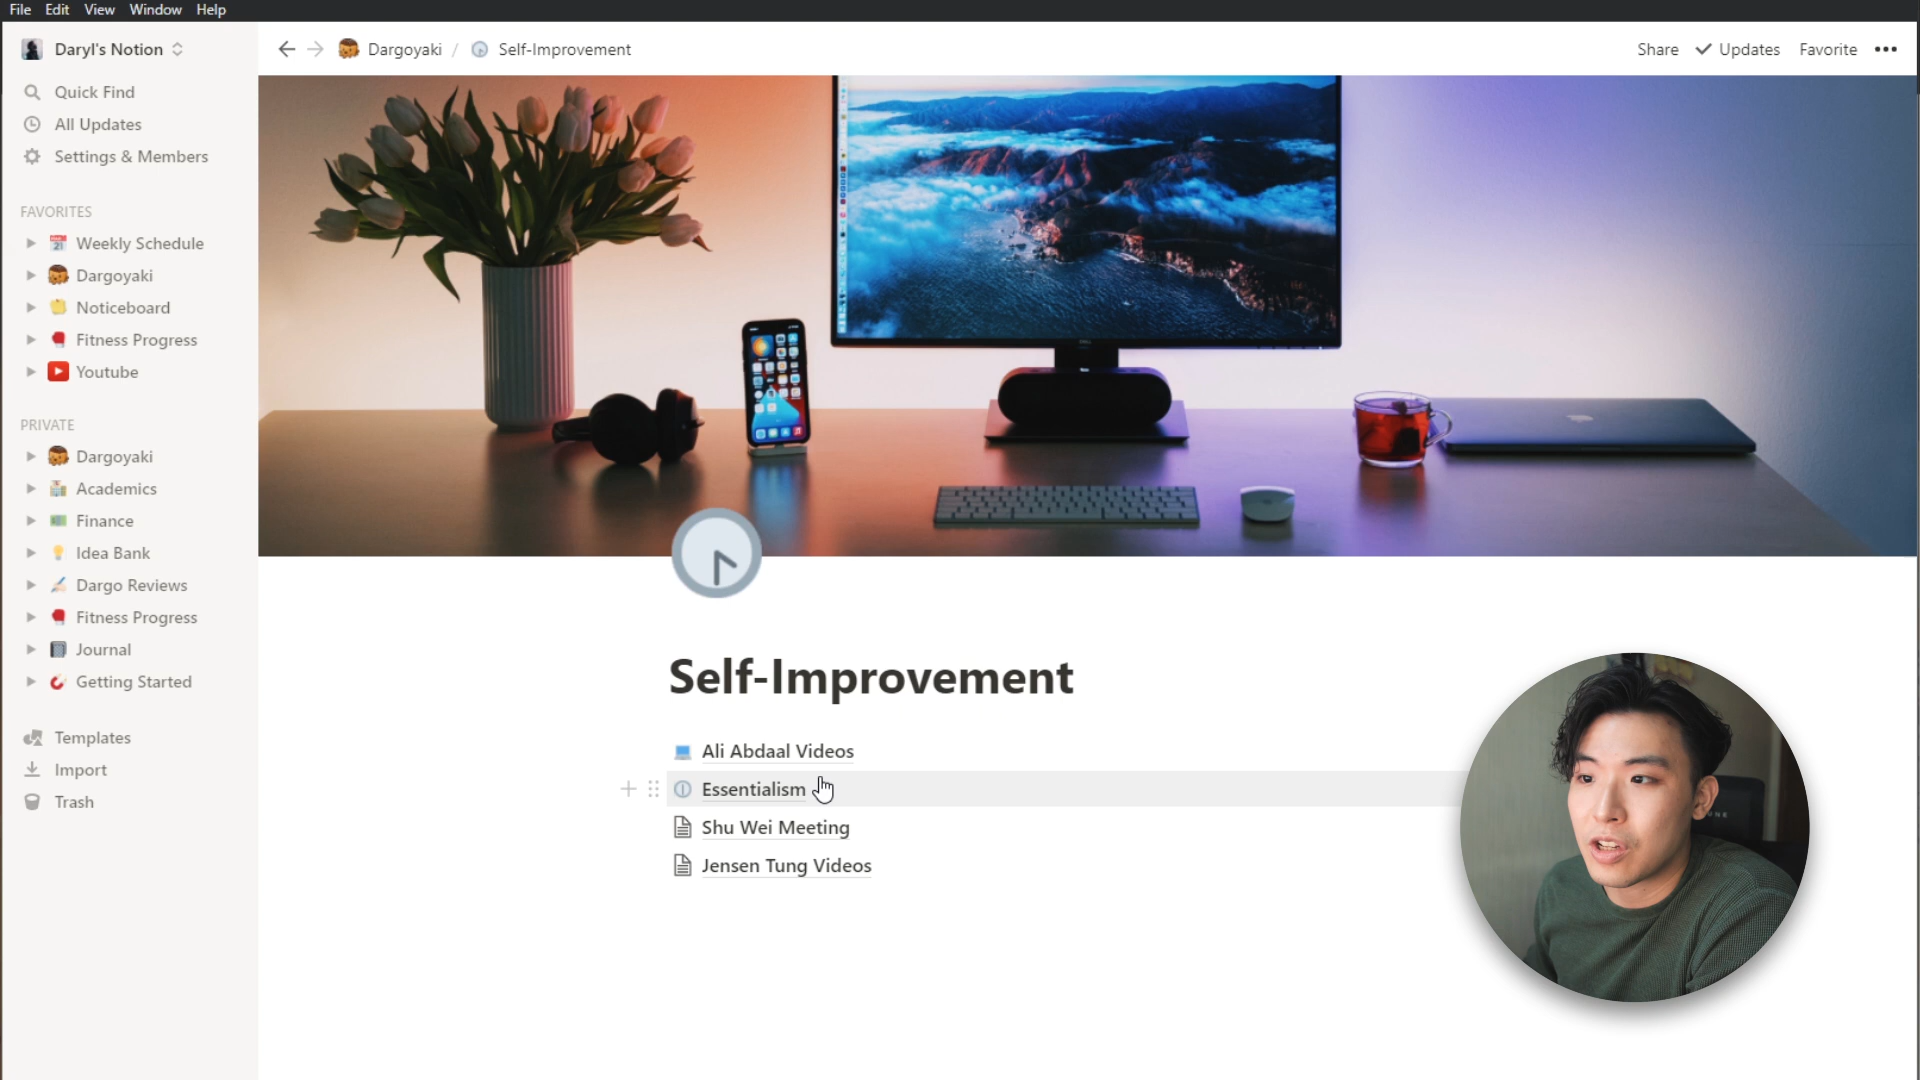 File Edit View Window Help
Daryl's Notion
Dargoyaki / Self-Improvement
Share Updates Favorite
Quick Find
All Updates
Settings & Members
FAVORITES
Weekly Schedule
Dargoyaki
Noticeboard
Fitness Progress
Youtube
PRIVATE
Dargoyaki
Academics
Finance
Idea Bank
Dargo Reviews
Fitness Progress
Journal
Getting Started
Templates
Import
Trash
Self-Improvement
Ali Abdaal Videos
Essentialism
Shu Wei Meeting
Jensen Tung Videos